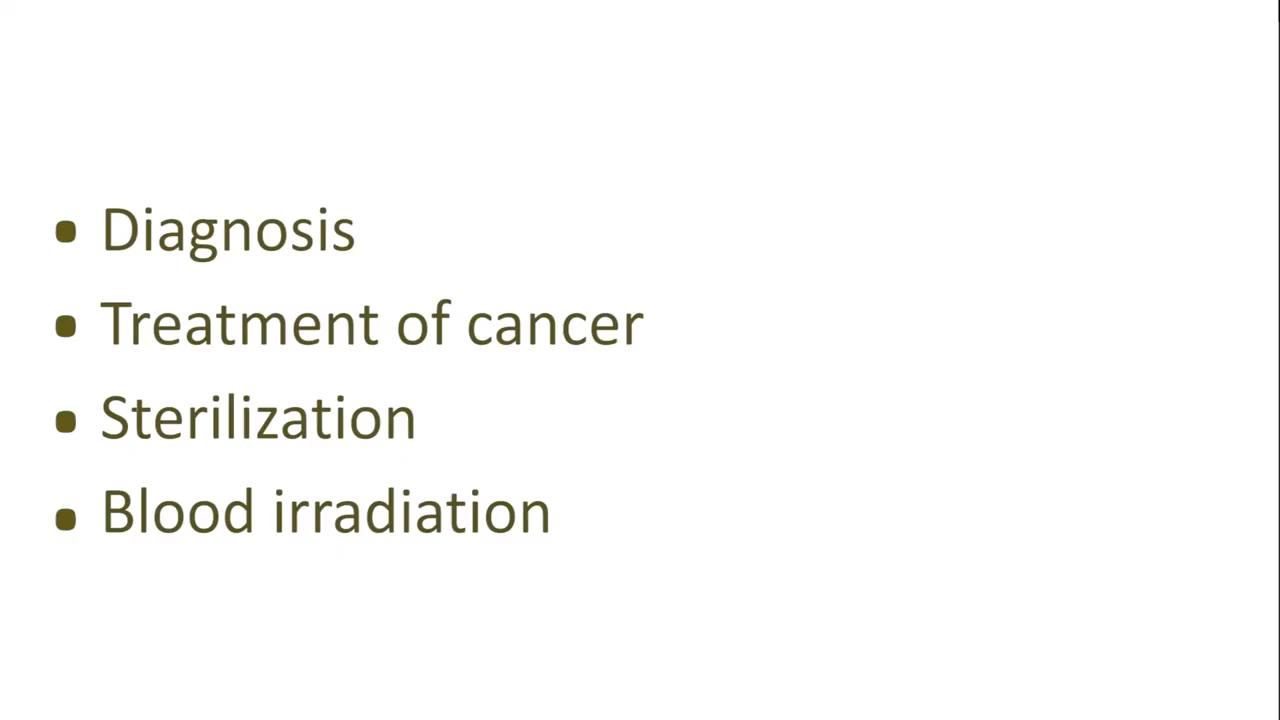 • Diagnosis
• Treatment of cancer
• Sterilization
• Blood irradiation